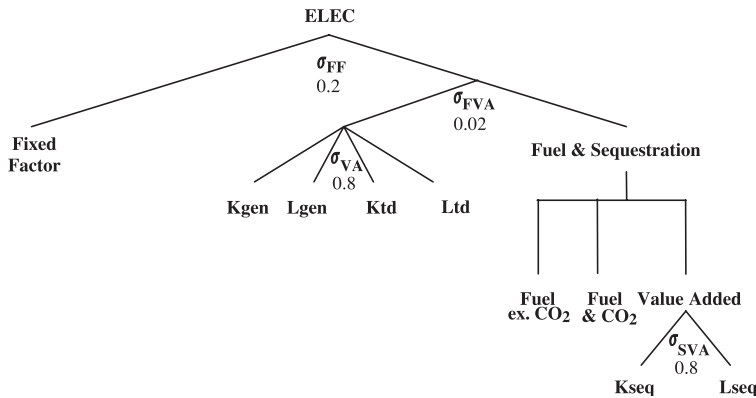 ELEC
σFF
0.2
σFVA
0.02
Fixed
Factor
σVA
0.8
Fuel & Sequestration
Kgen Lgen Ktd Ltd
Fuel Fuel Value Added
ex. CO2 & CO2
σSVA
0.8
Kseq Lseq